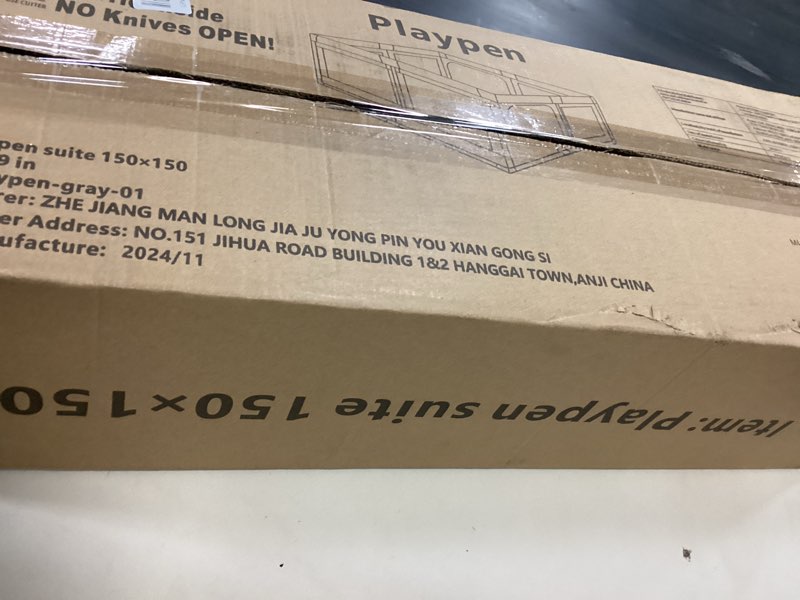 NO Knives OPEN!
Playpen
pen suite 150×150
9 in
ypen-gray-01
rer: ZHE JIANG MAN LONG JIA JU YONG PIN YOU XIAN GONG SI
er Address: NO.151 JIHUA ROAD BUILDING 1&2 HANGGAI TOWN,ANJI CHINA
ufacture: 2024/11
Item: Playpen suite 150×150